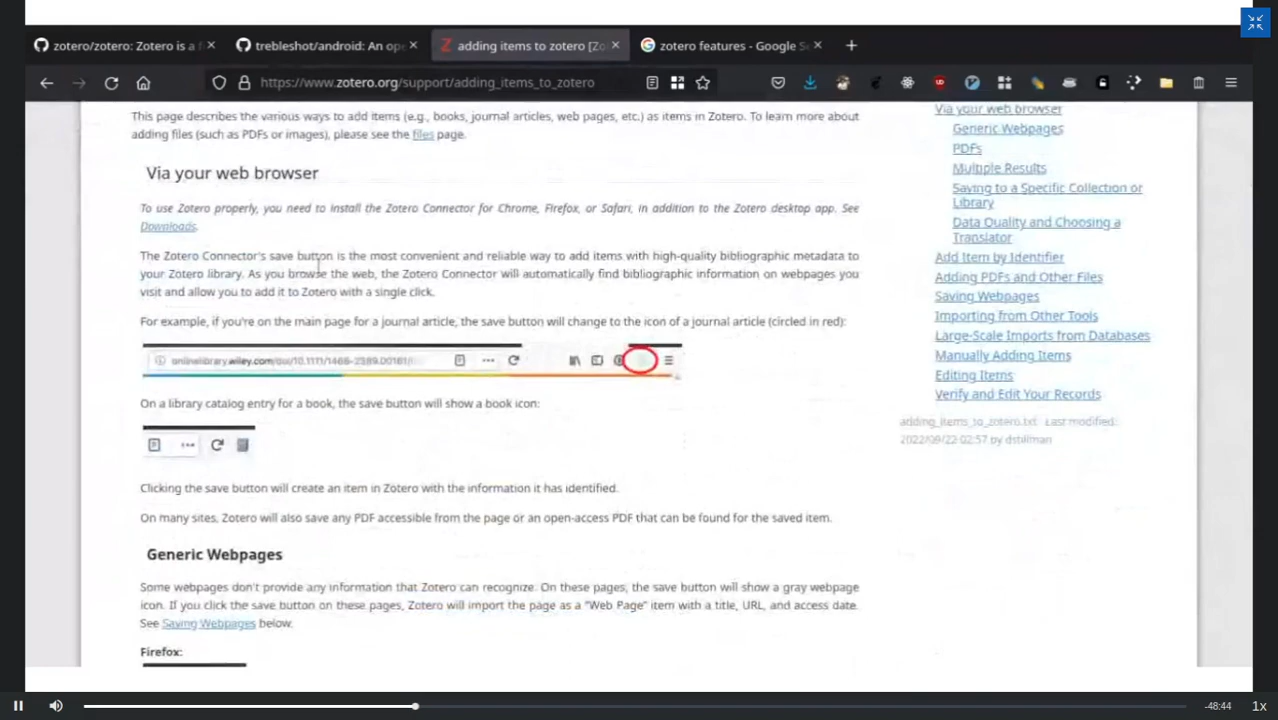 zotero/zotero: Zotero is a f
trebleshot/android: An op
adding items to zotero [Zo
zotero features - Google Se
https://www.zotero.org/support/adding_items_to_zotero
This page describes the various ways to add items (e.g., books, journal articles, web pages, etc.) as items in Zotero. To learn more about
adding files (such as PDFs or images), please see the files page.
Via your web browser
To use Zotero properly, you need to install the Zotero Connector for Chrome, Firefox, or Safari, in addition to the Zotero desktop app. See
Downloads.
The Zotero Connector's save button is the most convenient and reliable way to add items with high-quality bibliographic metadata to
your Zotero library. As you browse the web, the Zotero Connector will automatically find bibliographic information on webpages you
visit and allow you to add it to Zotero with a single click.
For example, if you're on the main page for a journal article, the save button will change to the icon of a journal article (circled in red):
onlinelibrary.wiley.com/doi/10.1111/1468-2389.00181/
On a library catalog entry for a book, the save button will show a book icon:
Clicking the save button will create an item in Zotero with the information it has identified.
On many sites, Zotero will also save any PDF accessible from the page or an open-access PDF that can be found for the saved item.
Generic Webpages
Some webpages don't provide any information that Zotero can recognize. On these pages, the save button will show a gray webpage
icon. If you click the save button on these pages, Zotero will import the page as a "Web Page" item with a title, URL, and access date.
See Saving Webpages below.
Firefox:
Via your web browser
Generic Webpages
PDFs
Multiple Results
Saving to a Specific Collection or
Library
Data Quality and Choosing a
Translator
Add Item by Identifier
Adding PDFs and Other Files
Saving Webpages
Importing from Other Tools
Large-Scale Imports from Databases
Manually Adding Items
Editing Items
Verify and Edit Your Records
adding_items_to_zotero.txt · Last modified:
2022/09/22 02:57 by dstillman
-48:44
1x